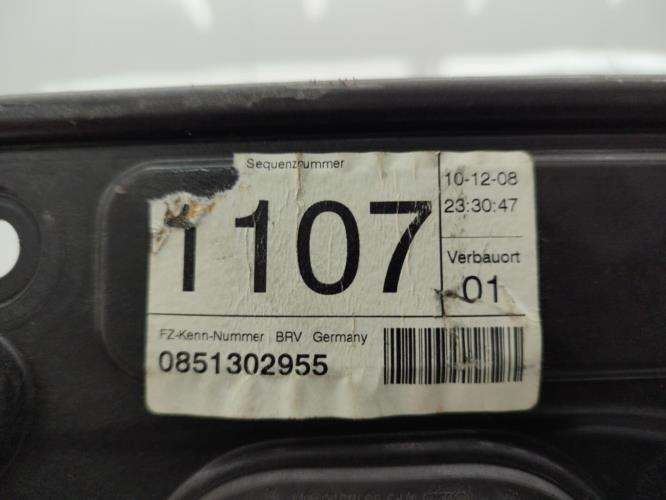 Sequenznummer
1107
10-12-08
23:30:47
Verbauort
01
FZ-Kenn-Nummer BRV Germany
0851302955